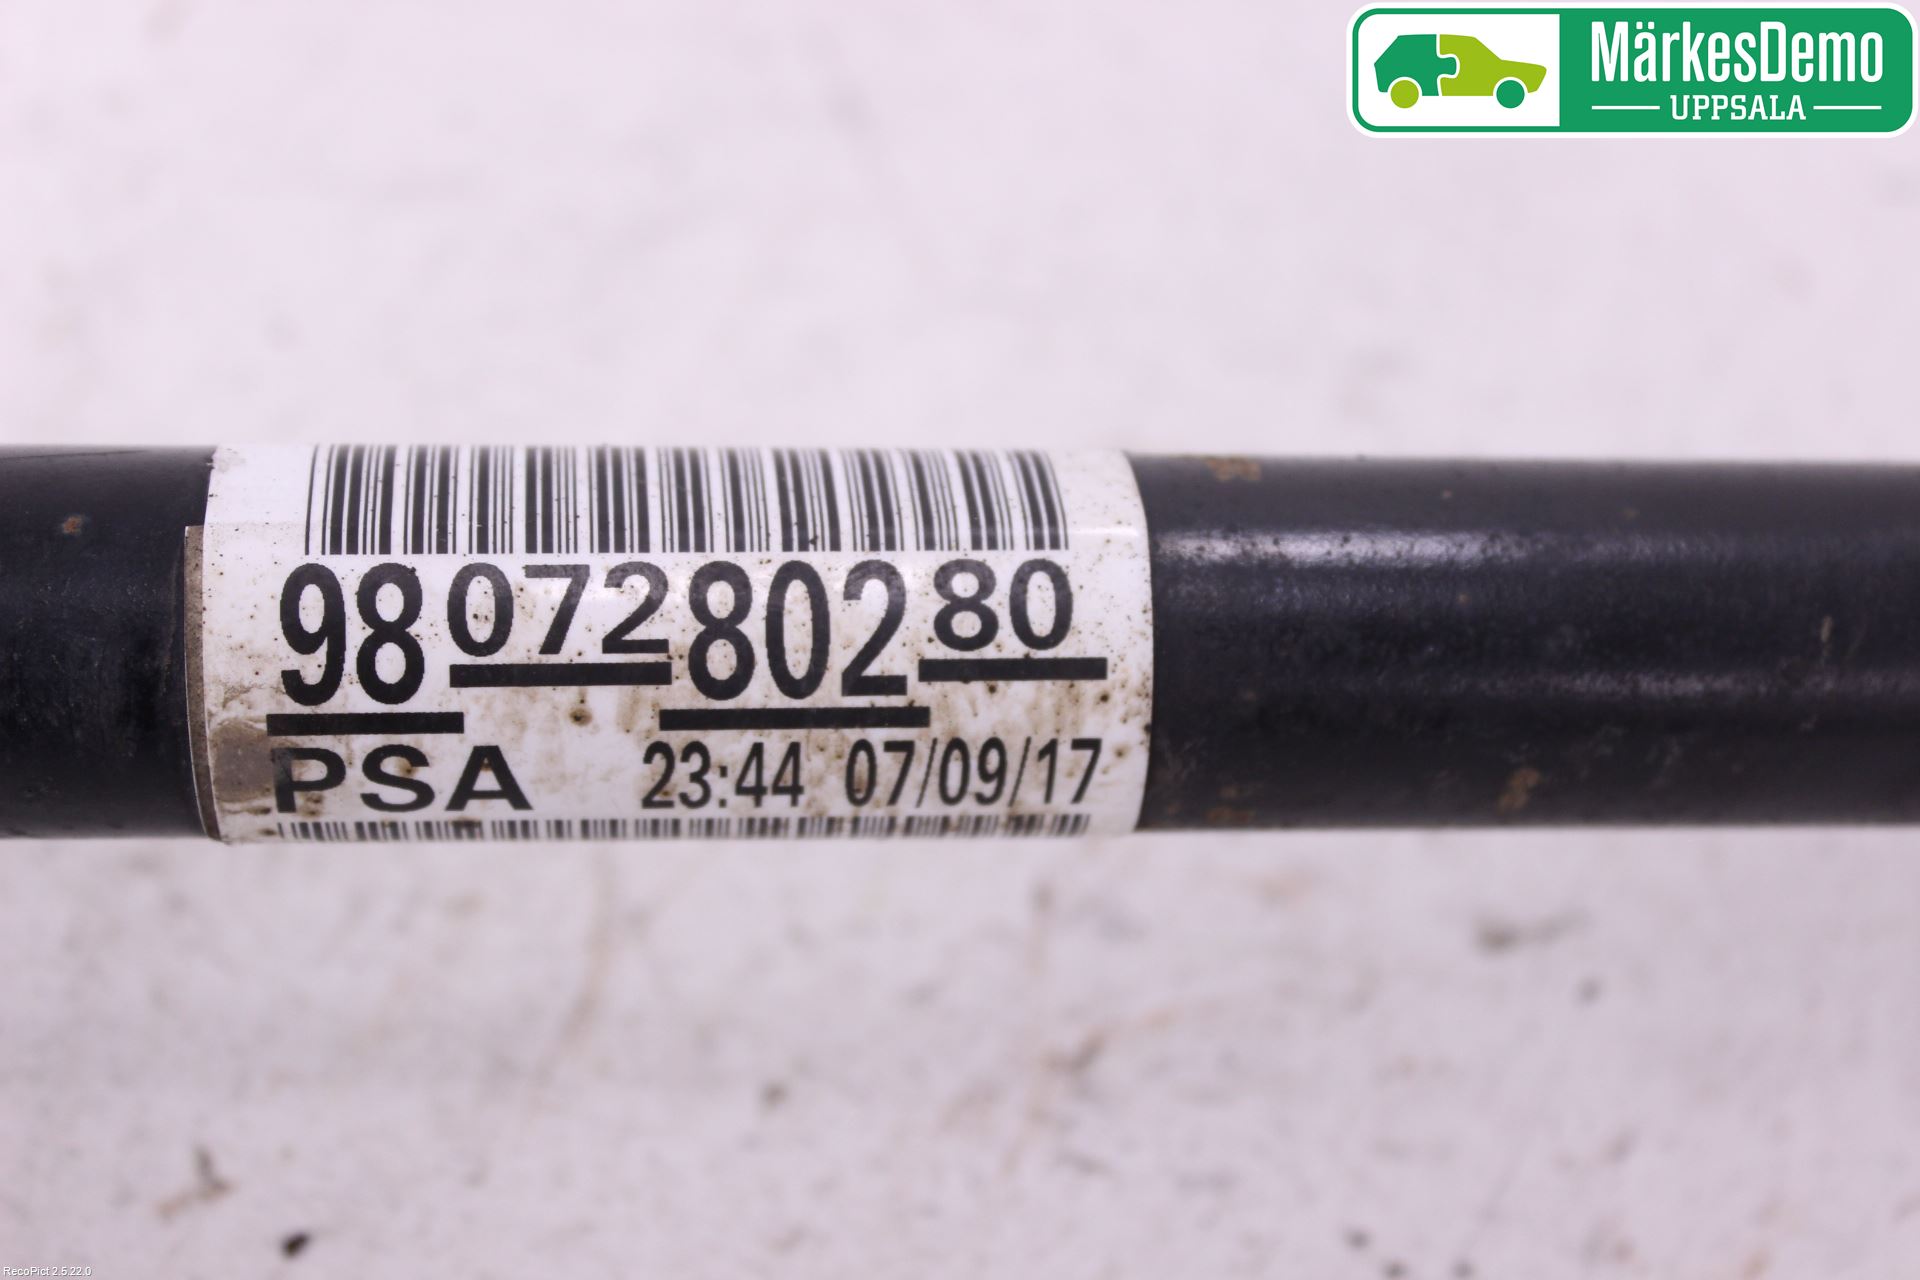 MärkesDemo
UPPSALA
9807280280
PSA 23:44 07/09/17
RecoPict 2.5.22.0